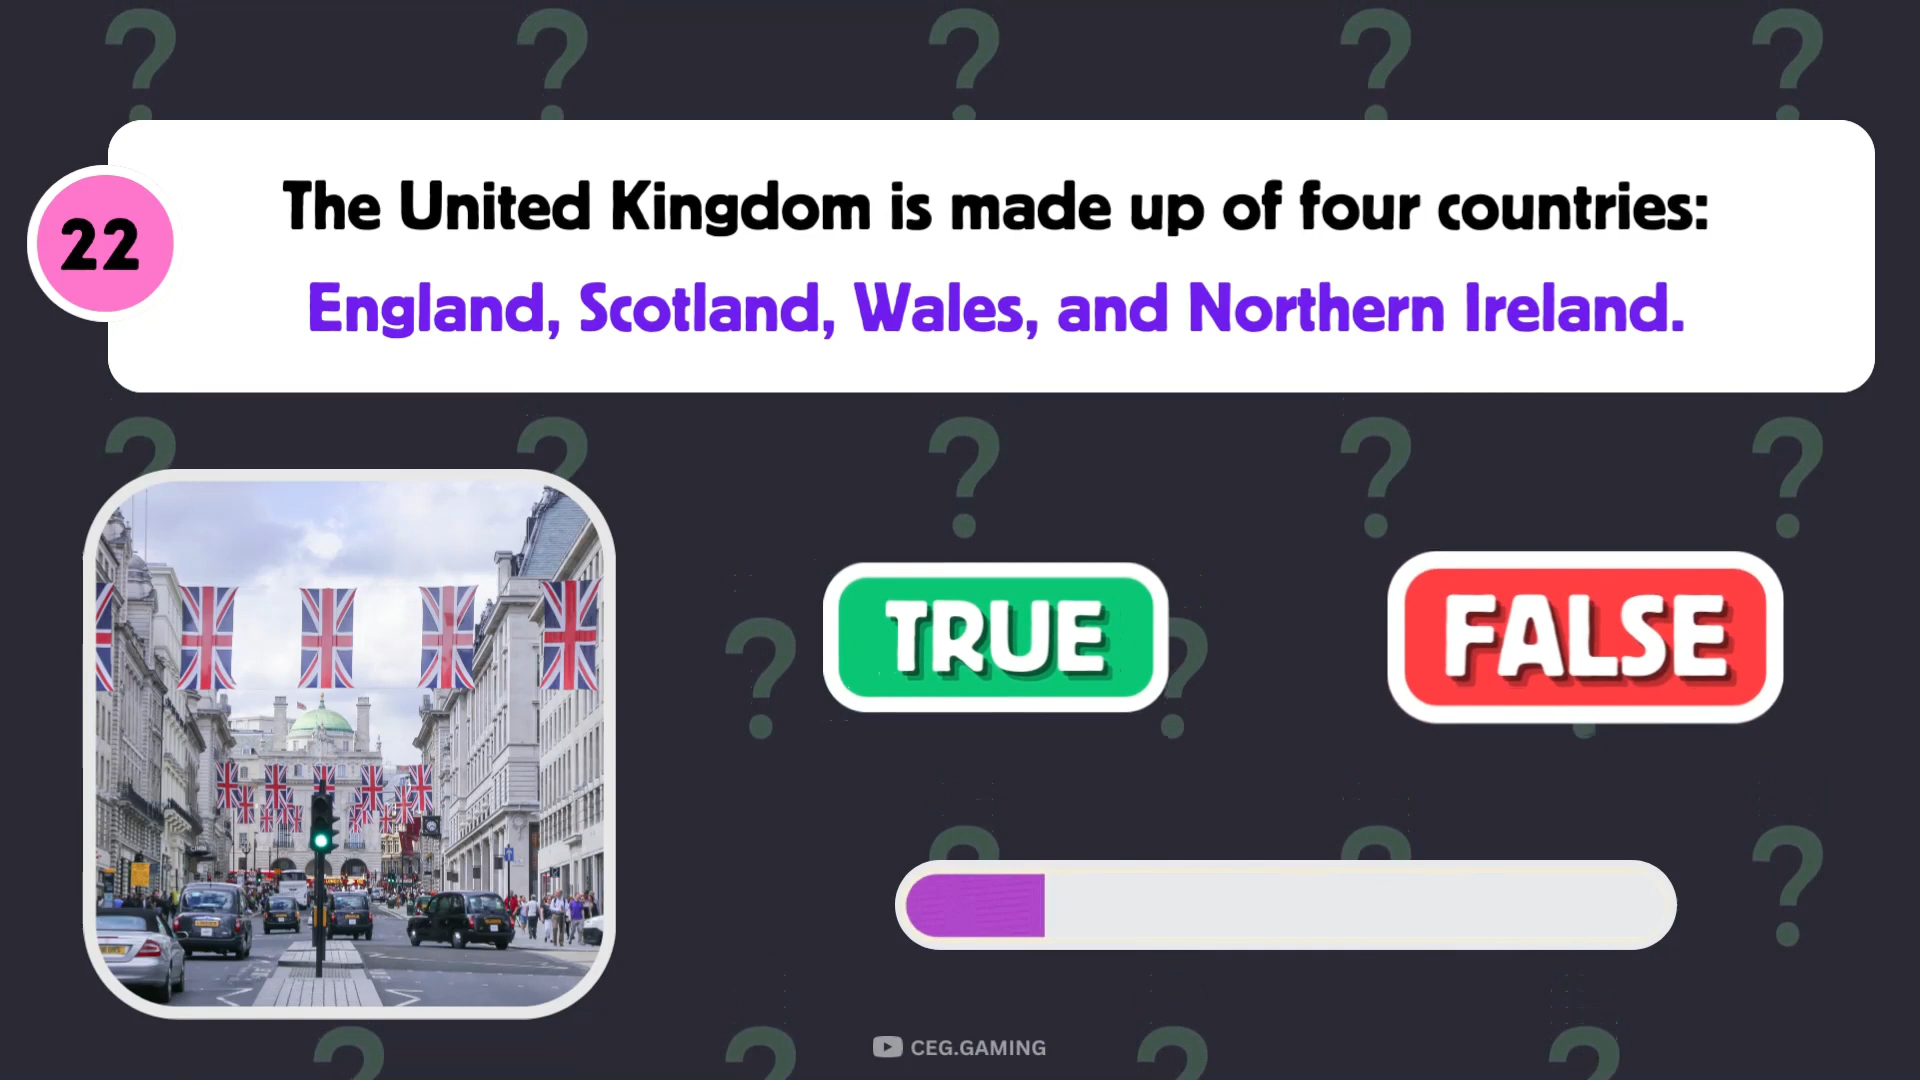 22
The United Kingdom is made up of four countries:
England, Scotland, Wales, and Northern Ireland.
TRUE
FALSE
CEG.GAMING